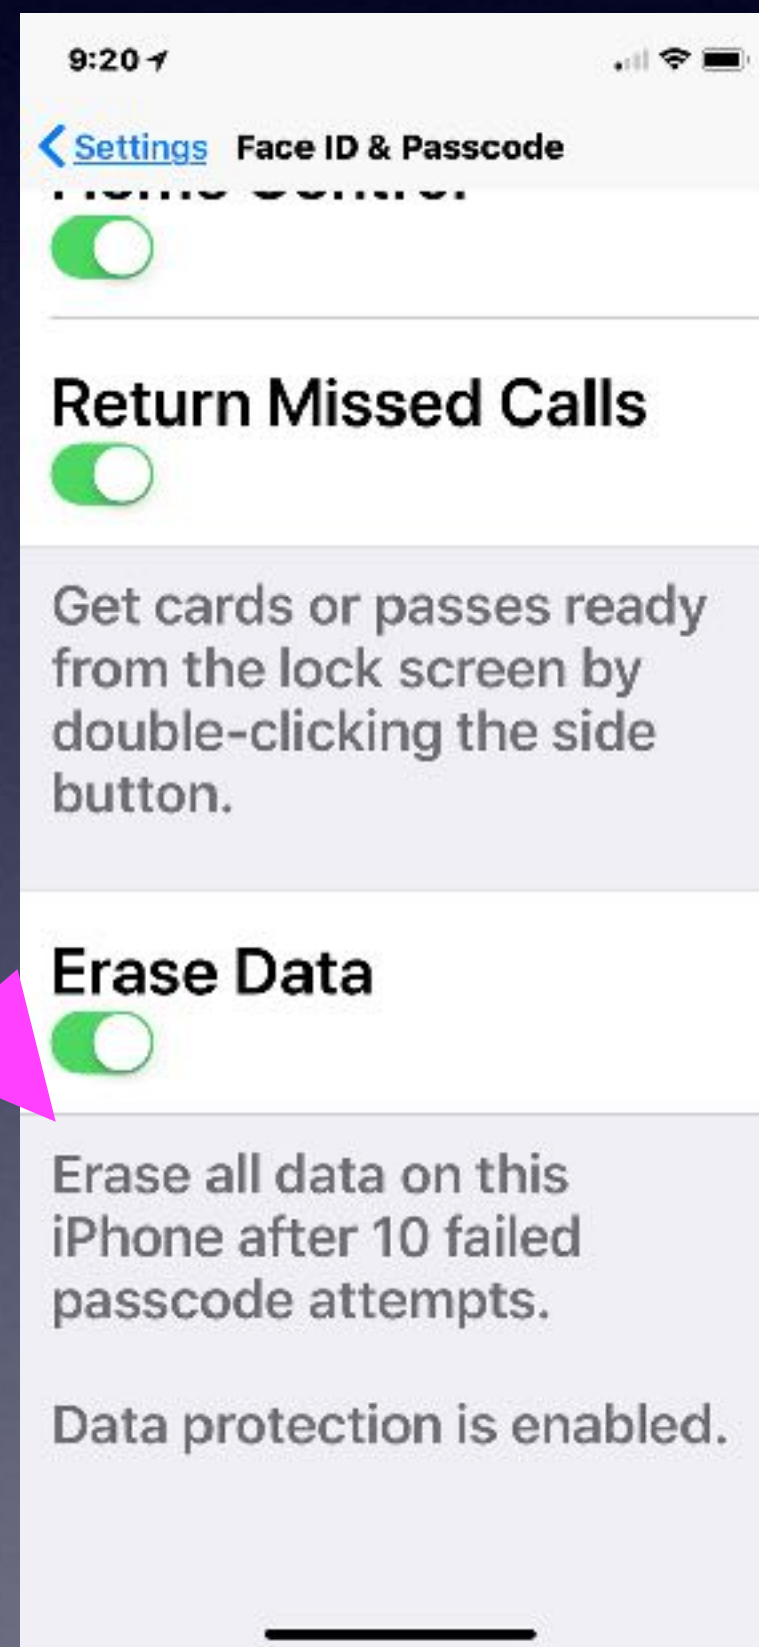 9:20
Settings Face ID & Passcode
Home Control
Return Missed Calls
Get cards or passes ready
from the lock screen by
double-clicking the side
button.
Erase Data
Erase all data on this
iPhone after 10 failed
passcode attempts.
Data protection is enabled.